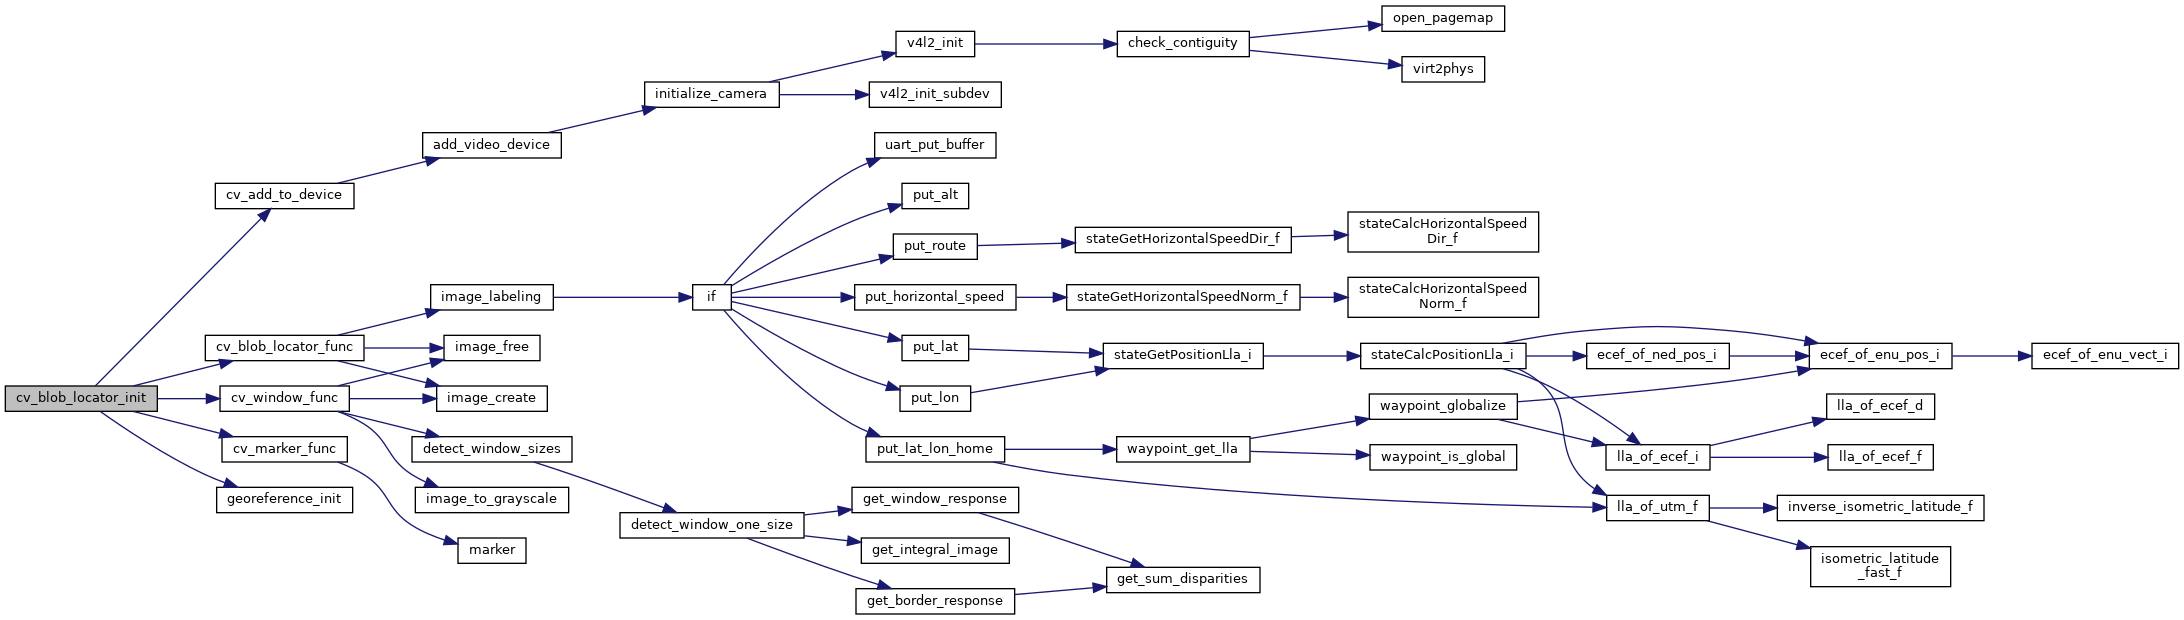 cv_blob_locator_init
cv_add_to_device
cv_blob_locator_func
cv_window_func
cv_marker_func
georeference_init
add_video_device
image_labeling
image_free
image_create
detect_window_sizes
image_to_grayscale
marker
initialize_camera
if
detect_window_one_size
v4l2_init
v4l2_init_subdev
uart_put_buffer
put_alt
put_route
put_horizontal_speed
put_lat
put_lon
put_lat_lon_home
get_window_response
get_integral_image
get_border_response
check_contiguity
stateGetHorizontalSpeedDir_f
stateGetHorizontalSpeedNorm_f
stateGetPositionLla_i
waypoint_get_lla
get_sum_disparities
open_pagemap
virt2phys
stateCalcHorizontalSpeed
Dir_f
stateCalcHorizontalSpeed
Norm_f
stateCalcPositionLla_i
waypoint_globalize
waypoint_is_global
ecef_of_ned_pos_i
lla_of_ecef_i
lla_of_utm_f
ecef_of_enu_pos_i
lla_of_ecef_d
lla_of_ecef_f
inverse_isometric_latitude_f
isometric_latitude
_fast_f
ecef_of_enu_vect_i